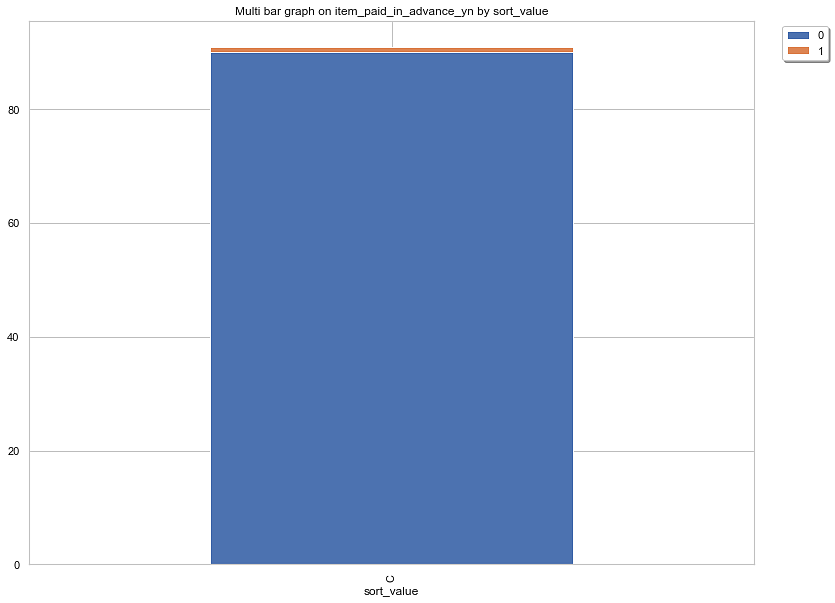 Multi bar graph on item_paid_in_advance_yn by sort_value
0
1
80
60
40
20
0
C
sort_value